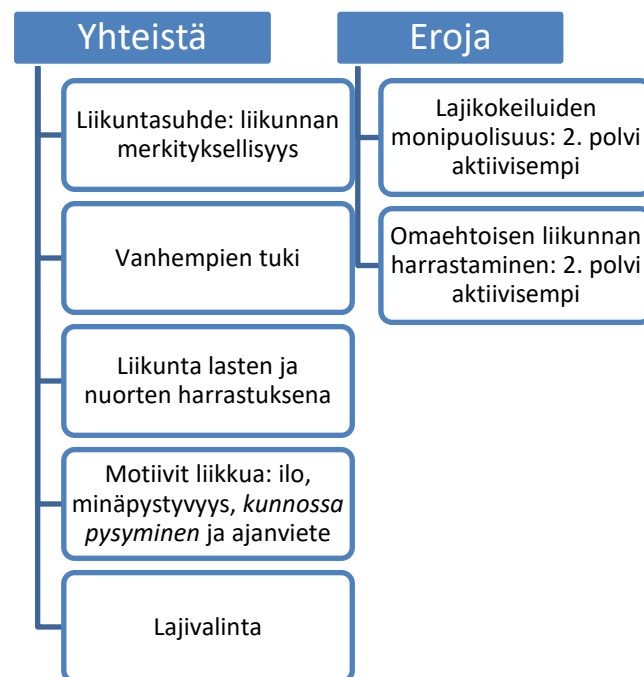 Yhteistä
Liikuntasuhde: liikunnan
merkityksellisyys
Vanhempien tuki
Liikunta lasten ja
nuorten harrastuksena
Motiivit liikkua: ilo,
minäpystyvyys, kunnossa
pysyminen ja ajanviete
Lajivalinta
Eroja
Lajikokeiluiden
monipuolisuus: 2. polvi
aktiivisempi
Omaehtoisen liikunnan
harrastaminen: 2. polvi
aktiivisempi